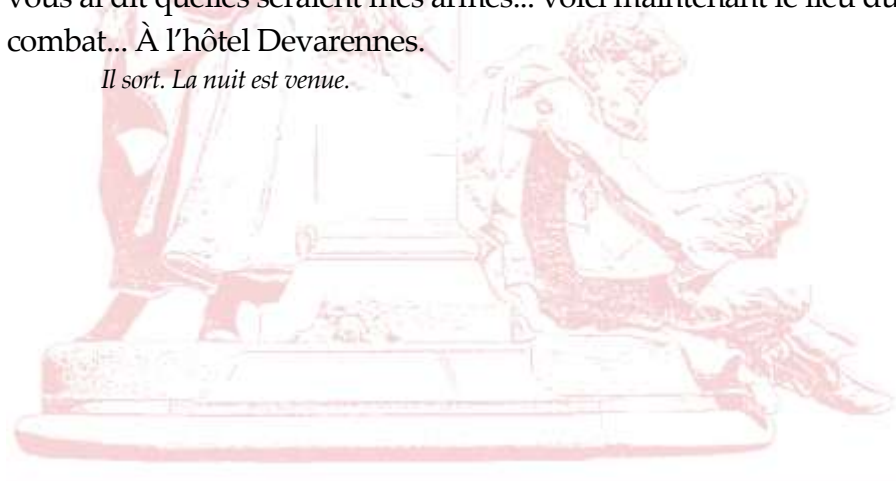 vous ai dit quelles seraient mes armes... voici maintenant le lieu du
combat... À l’hôtel Devarennes.
Il sort. La nuit est venue.